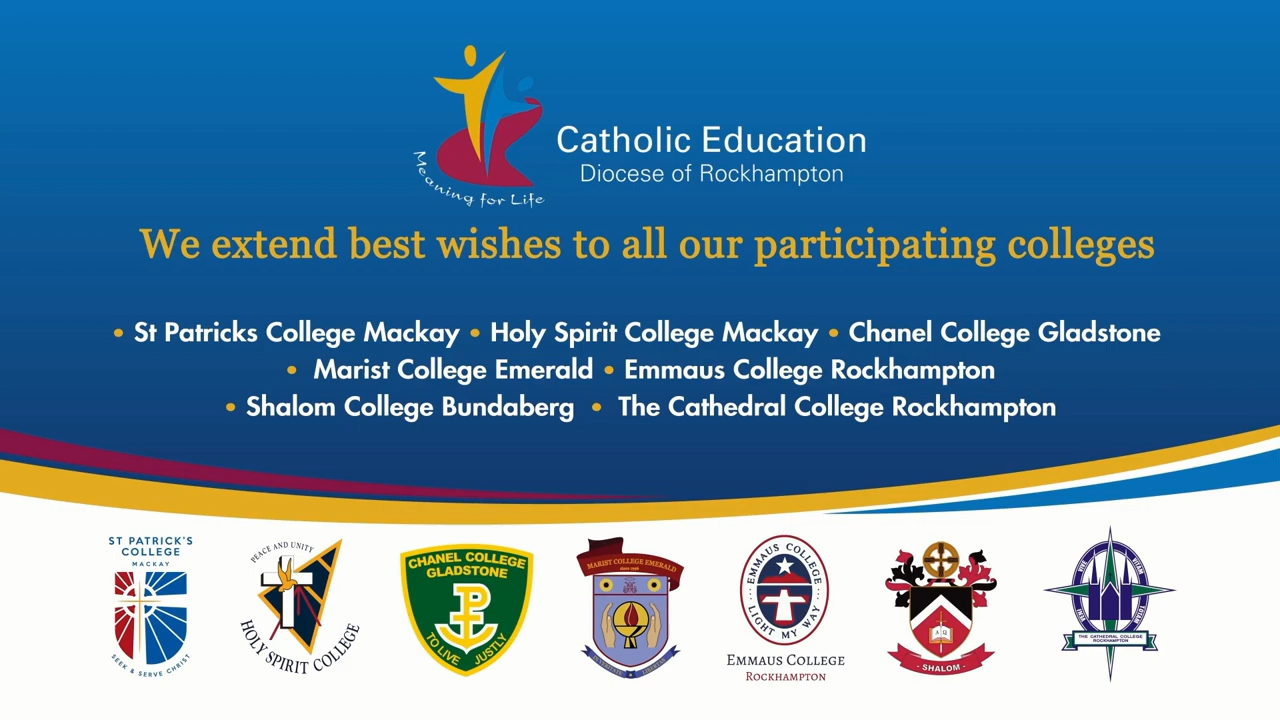 Meaning for Life
Catholic Education
Diocese of Rockhampton
We extend best wishes to all our participating colleges
• St Patricks College Mackay • Holy Spirit College Mackay • Chanel College Gladstone
• Marist College Emerald • Emmaus College Rockhampton
• Shalom College Bundaberg • The Cathedral College Rockhampton
ST PATRICK'S
COLLEGE
MACKAY
SEEK & SERVE CHRIST
PEACE AND UNITY
HOLY SPIRIT COLLEGE
CHANEL COLLEGE
GLADSTONE
TO LIVE JUSTLY
MARIST COLLEGE EMERALD
since 1996
EMMAUS COLLEGE
LIGHT MY WAY
EMMAUS COLLEGE
ROCKHAMPTON
A Ω
SHALOM
THE CATHEDRAL COLLEGE
ROCKHAMPTON